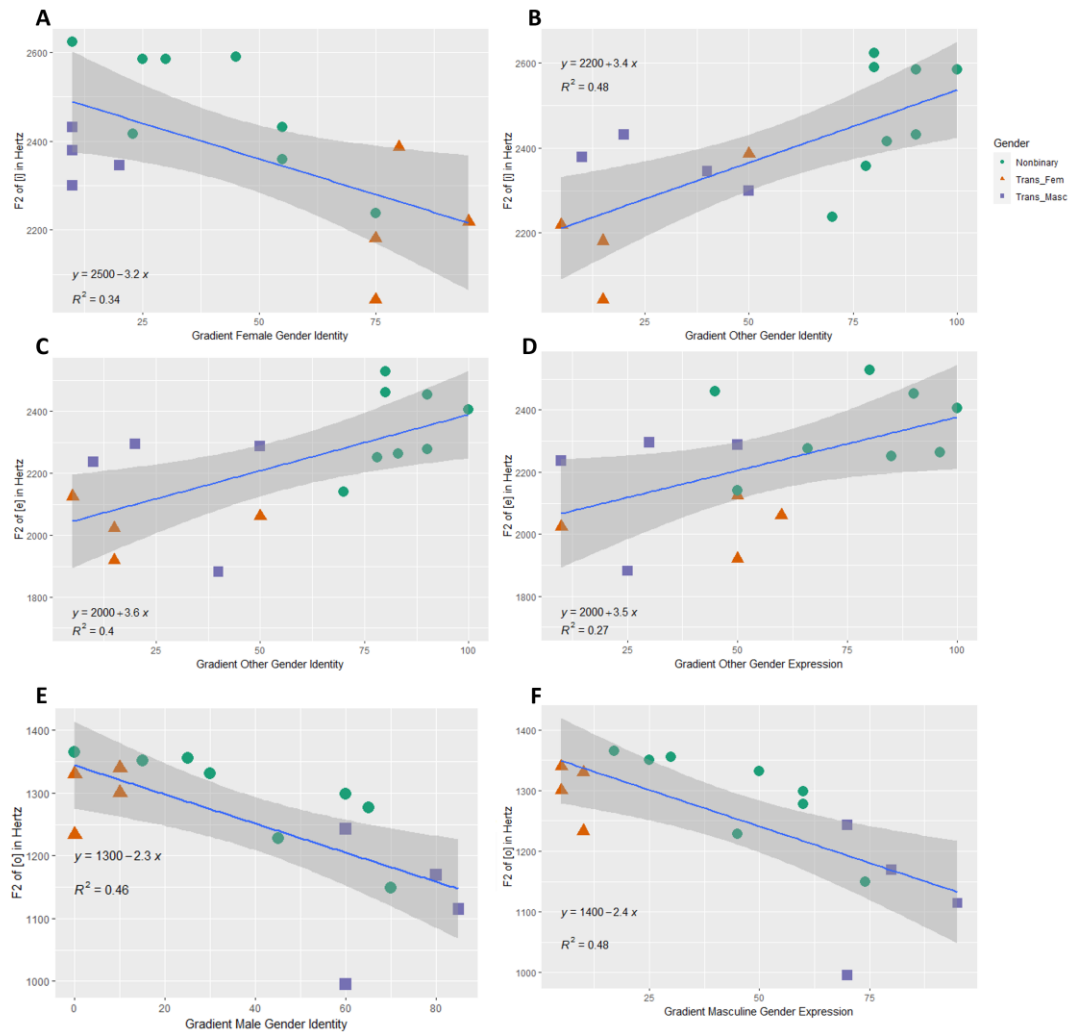 A
F2 of [i] in Hertz
2600
2400
2200
y = 2500 − 3.2 x
R² = 0.34
25
50
75
Gradient Female Gender Identity
B
F2 of [i] in Hertz
2600
2400
2200
y = 2200 + 3.4 x
R² = 0.48
25
50
75
100
Gradient Other Gender Identity
Gender
Nonbinary
Trans_Fem
Trans_Masc
C
F2 of [e] in Hertz
2400
2200
2000
1800
y = 2000 + 3.6 x
R² = 0.4
25
50
75
100
Gradient Other Gender Identity
D
F2 of [e] in Hertz
2400
2200
2000
1800
y = 2000 + 3.5 x
R² = 0.27
25
50
75
100
Gradient Other Gender Expression
E
F2 of [o] in Hertz
1400
1300
1200
1100
1000
y = 1300 − 2.3 x
R² = 0.46
0
20
40
60
80
Gradient Male Gender Identity
F
F2 of [o] in Hertz
1400
1300
1200
1100
1000
y = 1400 − 2.4 x
R² = 0.48
25
50
75
Gradient Masculine Gender Expression